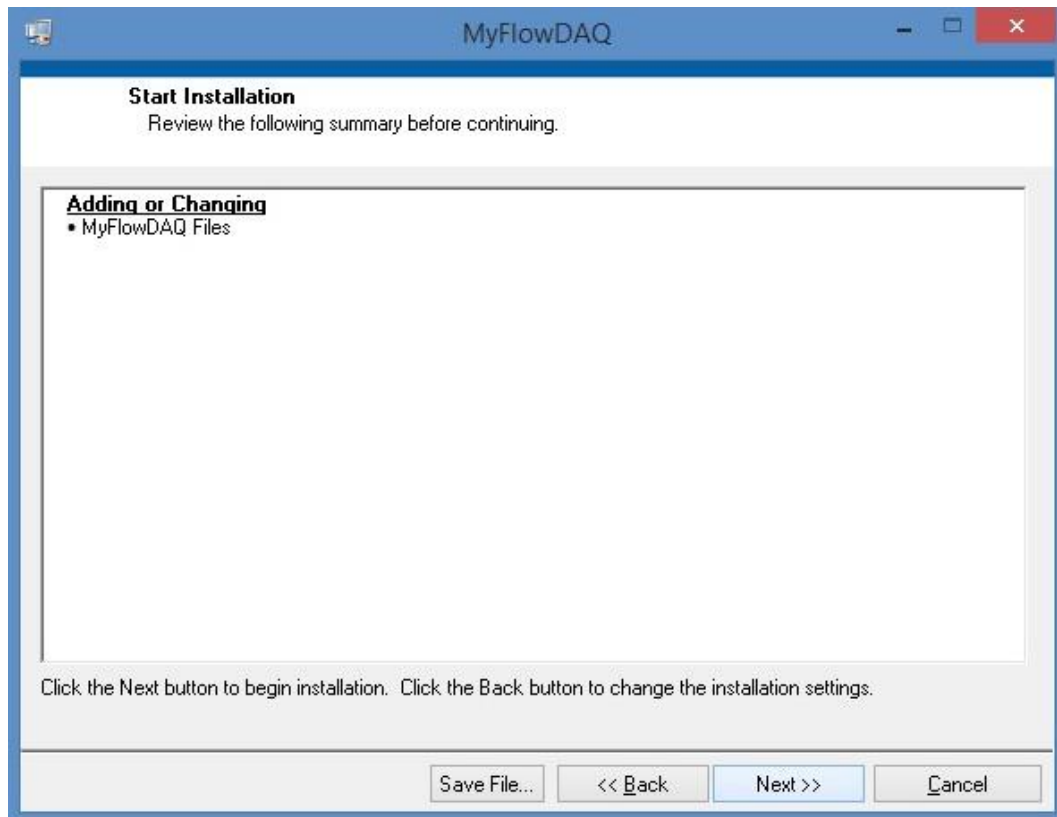 MyFlowDAQ
Start Installation
Review the following summary before continuing.
Adding or Changing
• MyFlowDAQ Files
Click the Next button to begin installation.  Click the Back button to change the installation settings.
Save File...
<< Back
Next >>
Cancel